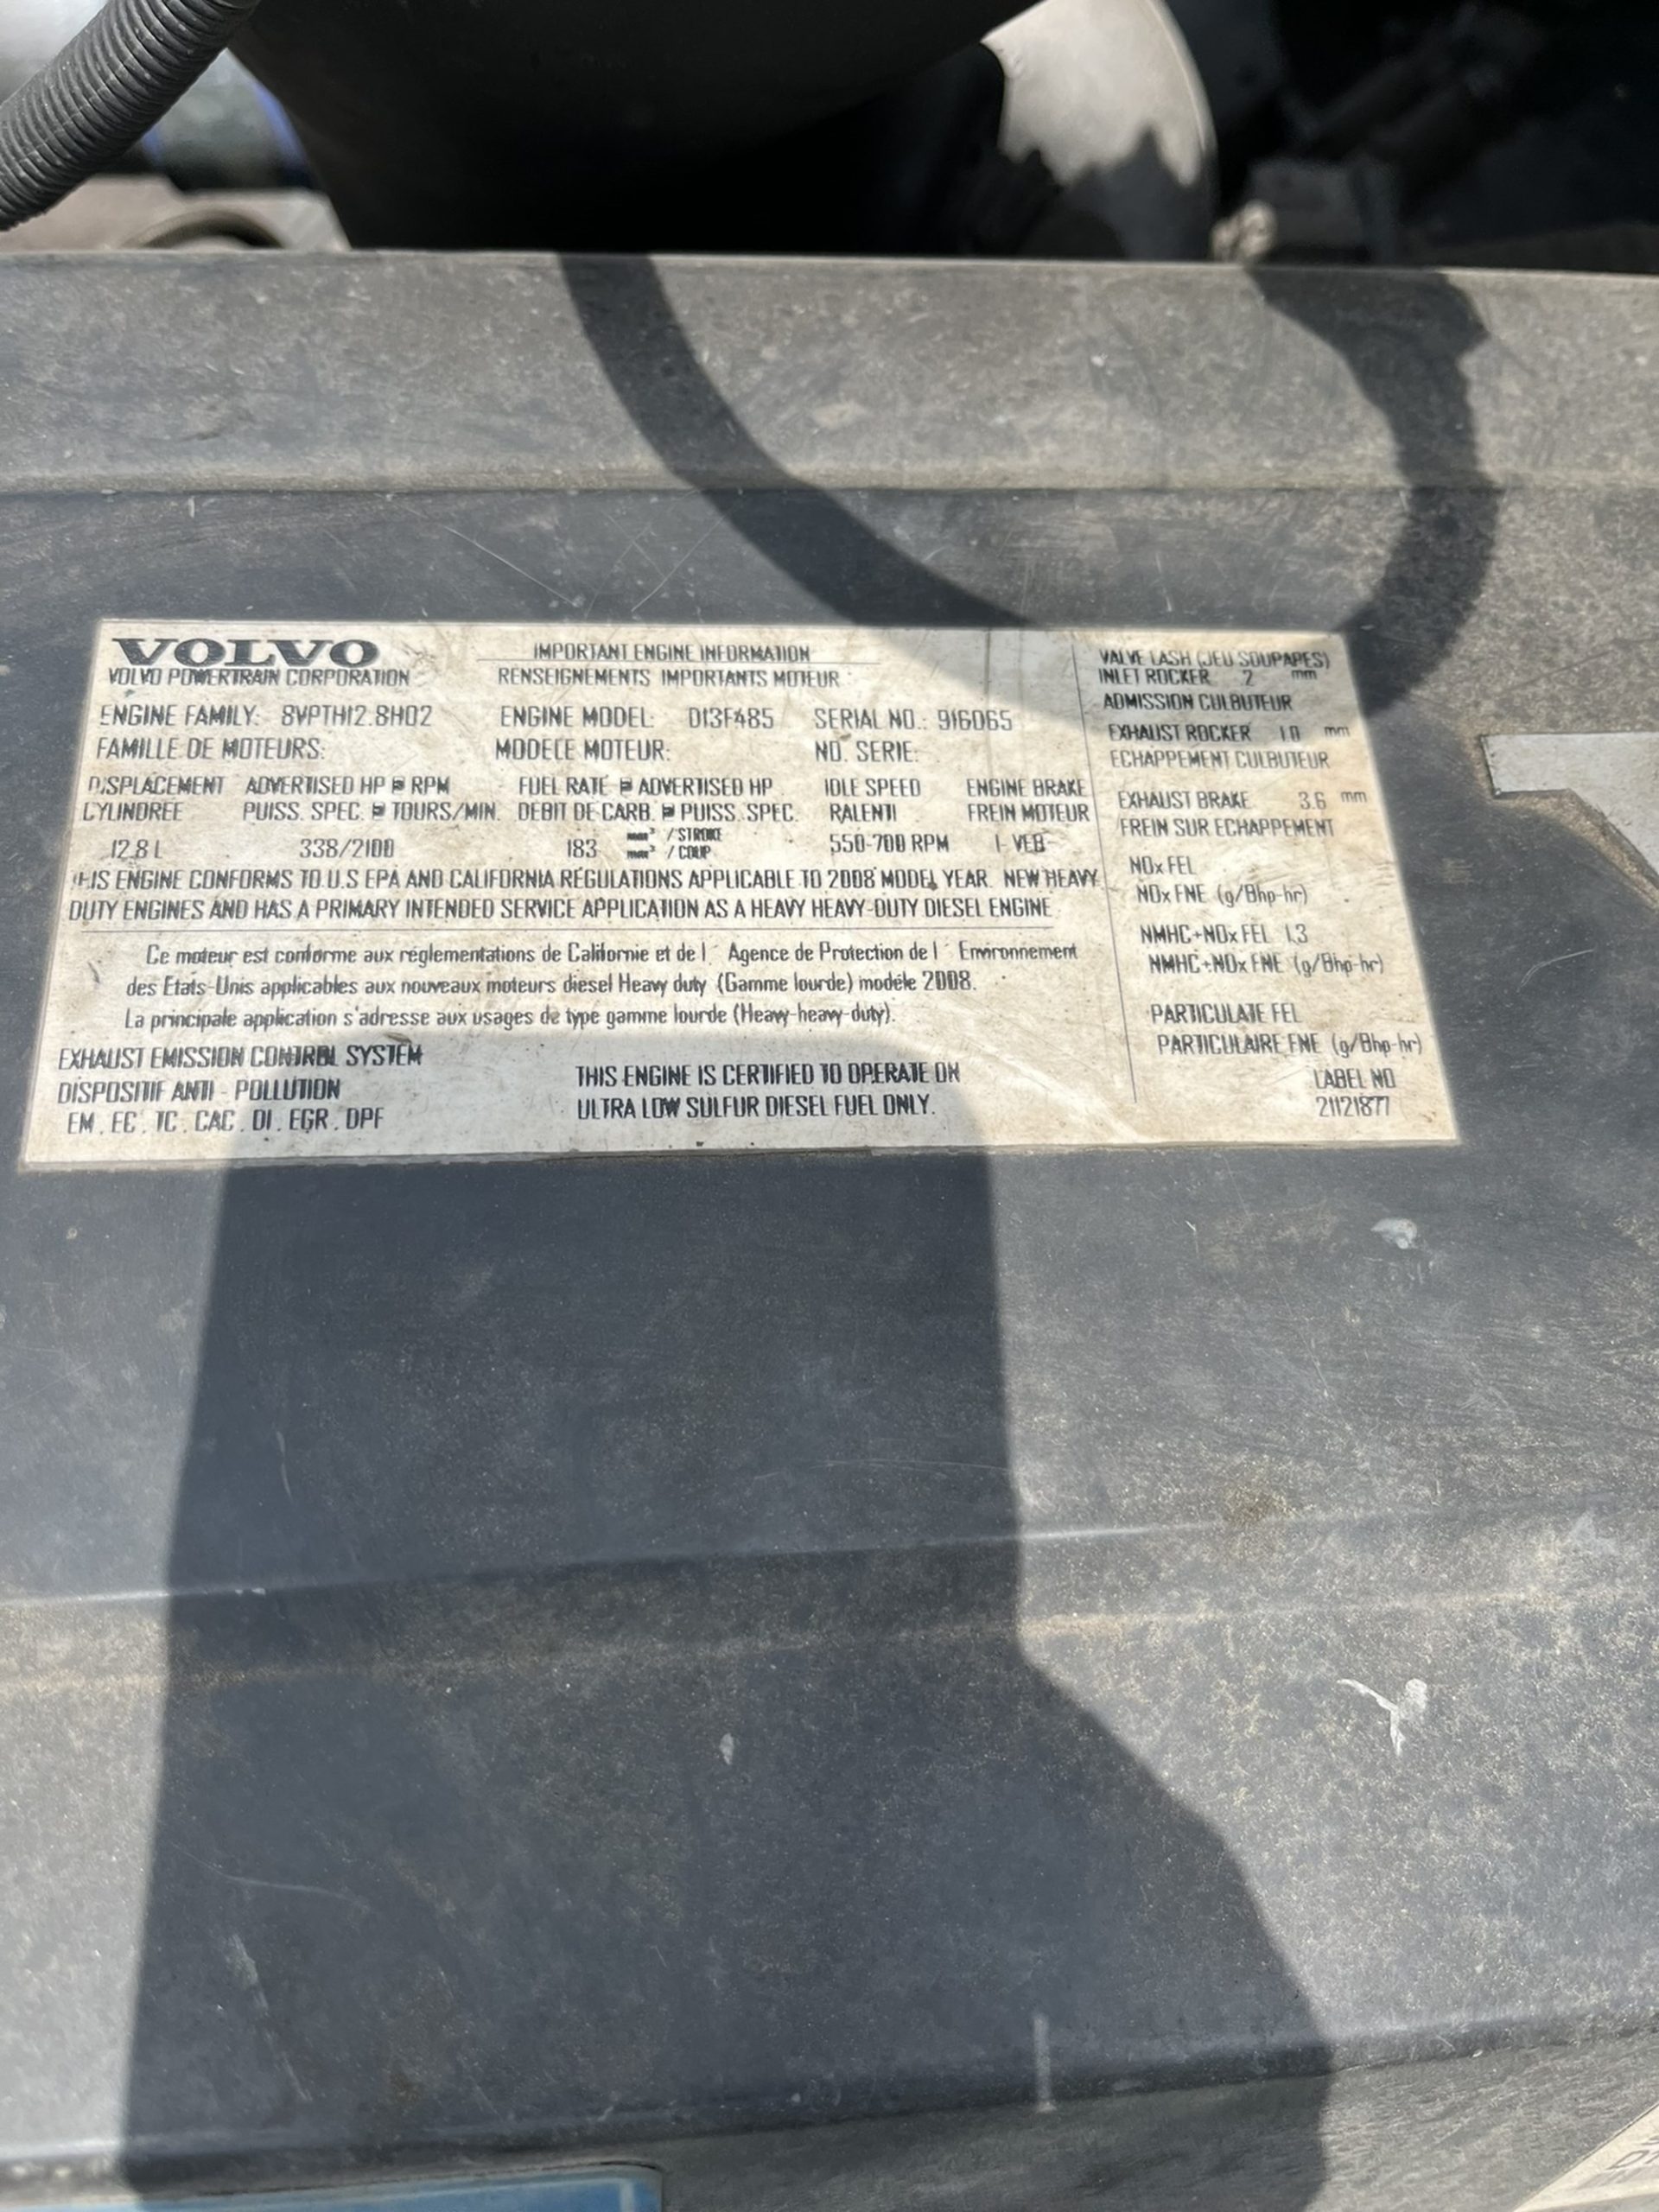 VOLVO
VOLVO POWERTRAIN CORPORATION
IMPORTANT ENGINE INFORMATION
RENSEIGNEMENTS IMPORTANTS MOTEUR
ENGINE FAMILY: 8VPTH12.8H02 ENGINE MODEL: D13F485 SERIAL NO.: 916065
FAMILLE DE MOTEURS: MODELE MOTEUR: NO. SERIE:
DISPLACEMENT ADVERTISED HP @ RPM FUEL RATE @ ADVERTISED HP IDLE SPEED ENGINE BRAKE
CYLINDREE PUISS. SPEC. @ TOURS/MIN. DEBIT DE CARB. @ PUISS. SPEC. RALENTI FREIN MOTEUR
12.8 L 338/2100 183 mm³ / STROKE 550-700 RPM I-VEB
mm³ / COUP
THIS ENGINE CONFORMS TO U.S EPA AND CALIFORNIA REGULATIONS APPLICABLE TO 2008 MODEL YEAR. NEW HEAVY
DUTY ENGINES AND HAS A PRIMARY INTENDED SERVICE APPLICATION AS A HEAVY HEAVY-DUTY DIESEL ENGINE
Ce moteur est conforme aux réglementations de Californie et de l´ Agence de Protection de l´ Environnement
des Etats-Unis applicables aux nouveaux moteurs diesel Heavy duty (Gamme lourde) modéle 2008.
La principale application s'adresse aux usages de type gamme lourde (Heavy-heavy-duty).
EXHAUST EMISSION CONTROL SYSTEM
DISPOSITIF ANTI - POLLUTION
EM , EC , TC , CAC , DI , EGR , DPF
THIS ENGINE IS CERTIFIED TO OPERATE ON
ULTRA LOW SULFUR DIESEL FUEL ONLY.
VALVE LASH (JEU SOUPAPES)
INLET ROCKER 2 mm
ADMISSION CULBUTEUR
EXHAUST ROCKER 1.0 mm
ECHAPPEMENT CULBUTEUR
EXHAUST BRAKE 3.6 mm
FREIN SUR ECHAPPEMENT
NOx FEL
NOx FNE (g/Bhp-hr)
NMHC+NOx FEL 1.3
NMHC+NOx FNE (g/Bhp-hr)
PARTICULATE FEL
PARTICULAIRE FNE (g/Bhp-hr)
LABEL NO
21121877